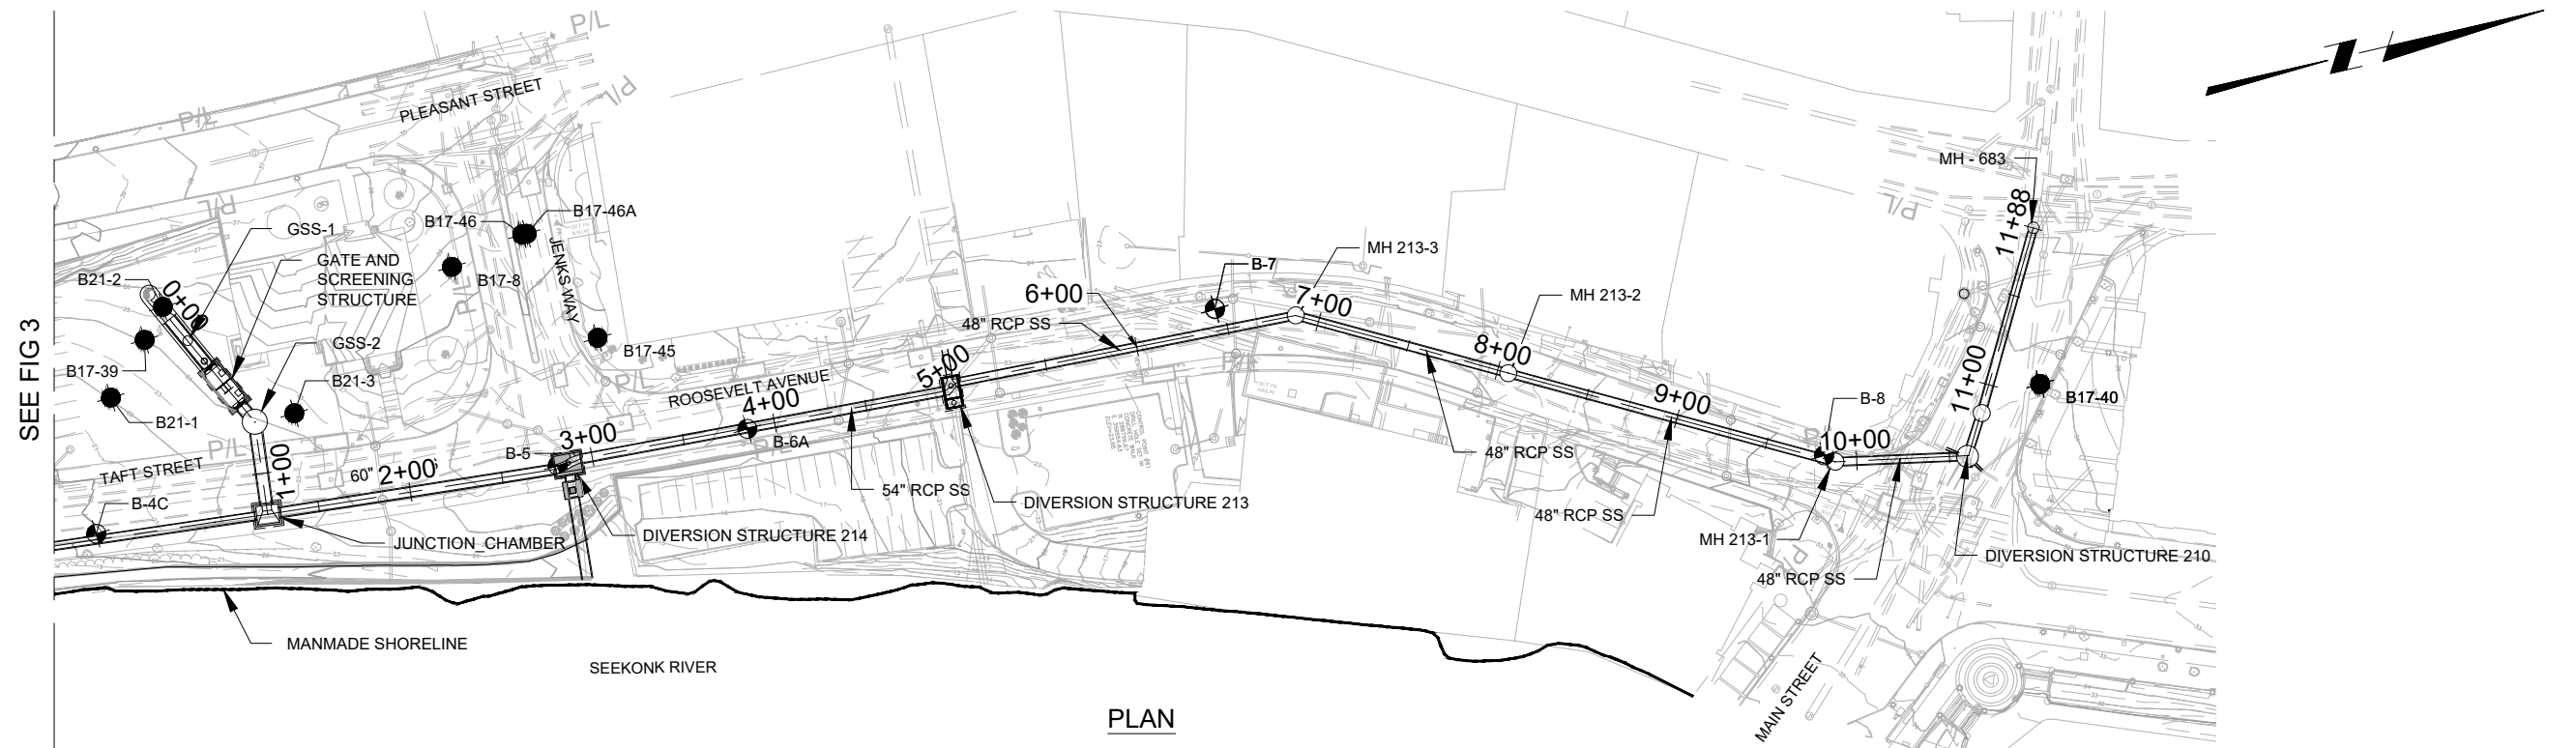 P/L
P/L
PLEASANT STREET
P/L
P/L
GSS-1
B17-46
B17-46A
MH - 683
P/L
11+88
GATE AND
SCREENING
STRUCTURE
B21-2
0+00
B17-8
JENKS WAY
MH 213-3
B-7
MH 213-2
6+00
7+00
48" RCP SS
SEE FIG 3
GSS-2
B17-45
8+00
B17-39
B21-3
P/L
ROOSEVELT AVENUE
5+00
9+00
11+00
B17-40
B21-1
4+00
B-8
P/L
B-6A
P/L
3+00
10+00
B-5
TAFT STREET
60"
2+00
1+00
48" RCP SS
54" RCP SS
DIVERSION STRUCTURE 213
B-4C
48" RCP SS
JUNCTION_CHAMBER
DIVERSION STRUCTURE 214
MH 213-1
DIVERSION STRUCTURE 210
48" RCP SS
MANMADE SHORELINE
SEEKONK RIVER
MAIN STREET
PLAN